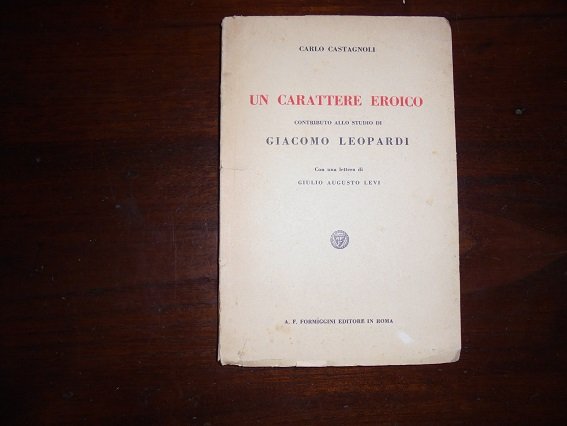 CARLO CASTAGNOLI
UN CARATTERE EROICO
CONTRIBUTO ALLO STUDIO DI
GIACOMO LEOPARDI
Con una lettera di
GIULIO AUGUSTO LEVI
A. F. FORMÍGGINI EDITORE IN ROMA